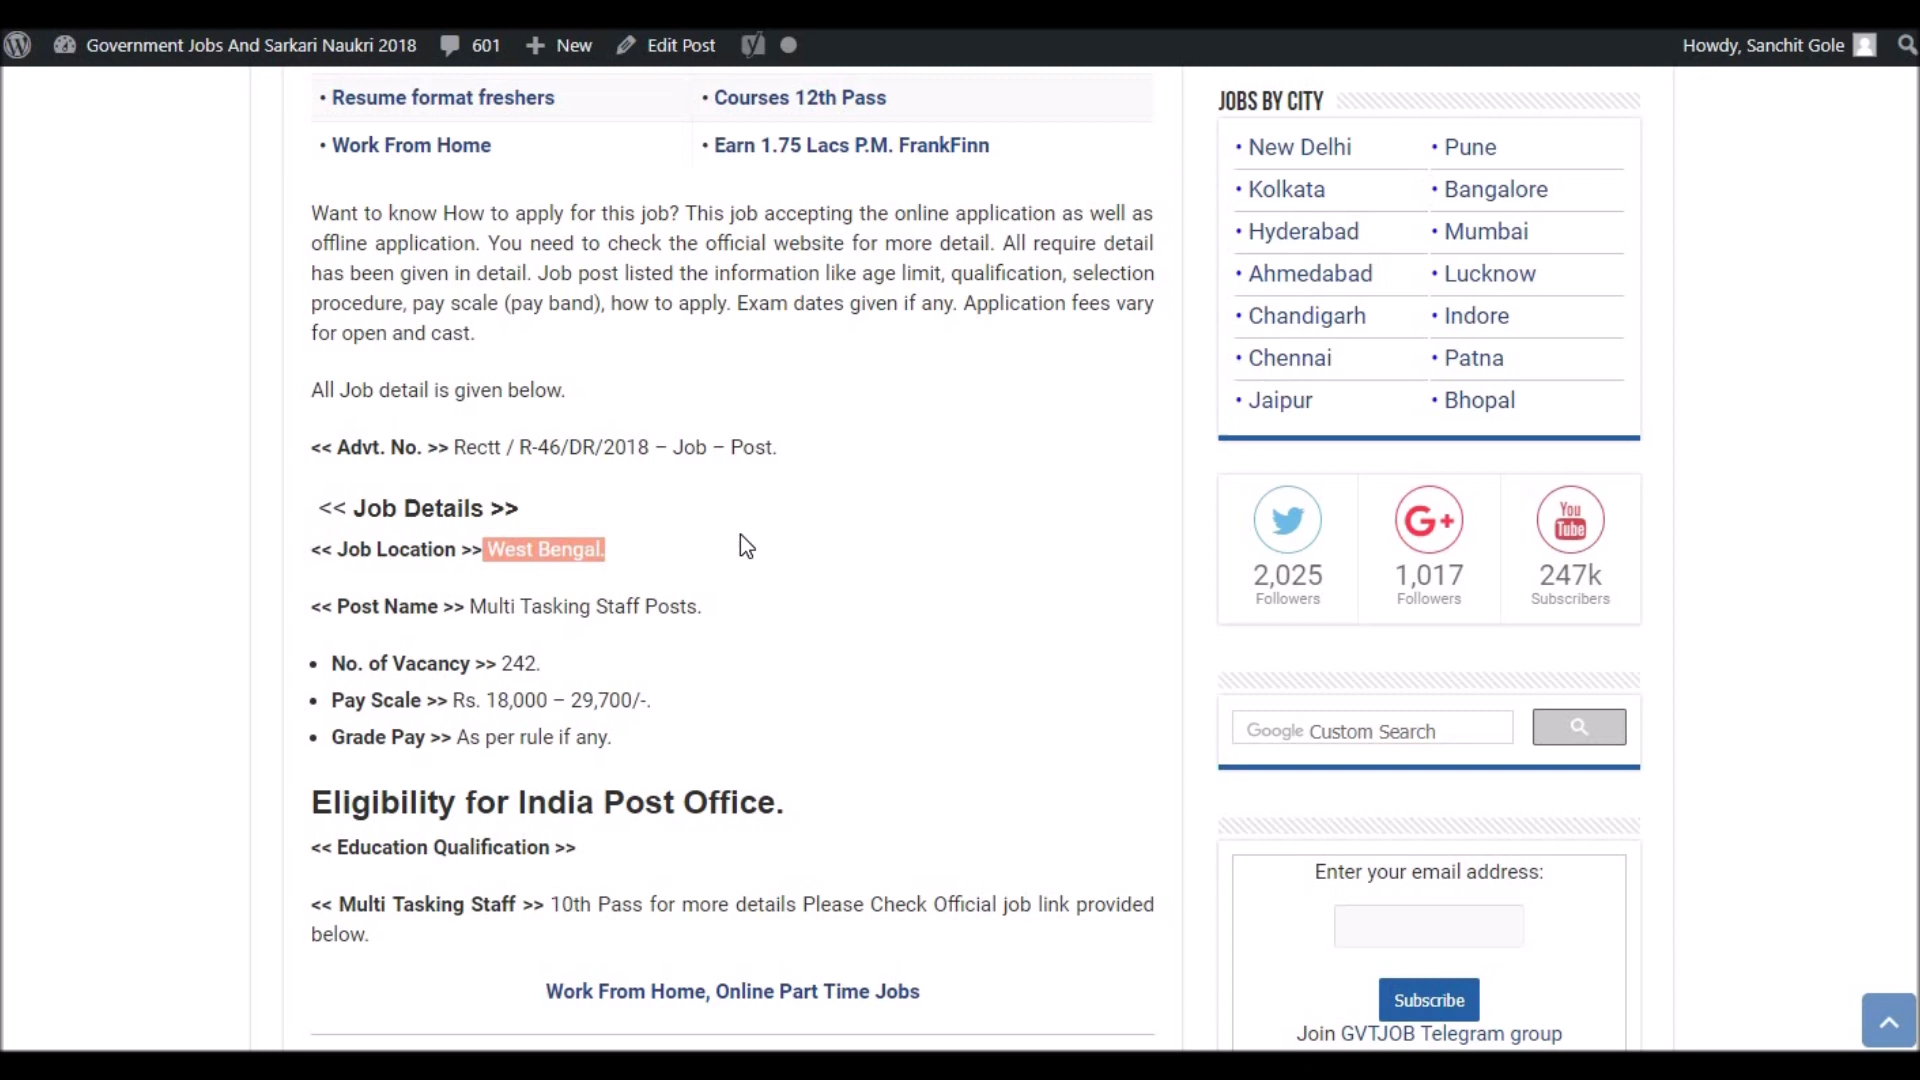 Government Jobs And Sarkari Naukri 2018 601 New Edit Post Howdy, Sanchit Gole
• Resume format freshers • Courses 12th Pass
• Work From Home • Earn 1.75 Lacs P.M. FrankFinn
Want to know How to apply for this job? This job accepting the online application as well as
offline application. You need to check the official website for more detail. All require detail
has been given in detail. Job post listed the information like age limit, qualification, selection
procedure, pay scale (pay band), how to apply. Exam dates given if any. Application fees vary
for open and cast.
All Job detail is given below.
<< Advt. No. >> Rectt / R-46/DR/2018 – Job – Post.
<< Job Details >>
<< Job Location >> West Bengal.
<< Post Name >> Multi Tasking Staff Posts.
• No. of Vacancy >> 242.
• Pay Scale >> Rs. 18,000 – 29,700/-.
• Grade Pay >> As per rule if any.
Eligibility for India Post Office.
<< Education Qualification >>
<< Multi Tasking Staff >> 10th Pass for more details Please Check Official job link provided
below.
Work From Home, Online Part Time Jobs
JOBS BY CITY
• New Delhi • Pune
• Kolkata • Bangalore
• Hyderabad • Mumbai
• Ahmedabad • Lucknow
• Chandigarh • Indore
• Chennai • Patna
• Jaipur • Bhopal
G+ You Tube
2,025 1,017 247k
Followers Followers Subscribers
Google Custom Search
Enter your email address:
Subscribe
Join GVTJOB Telegram group